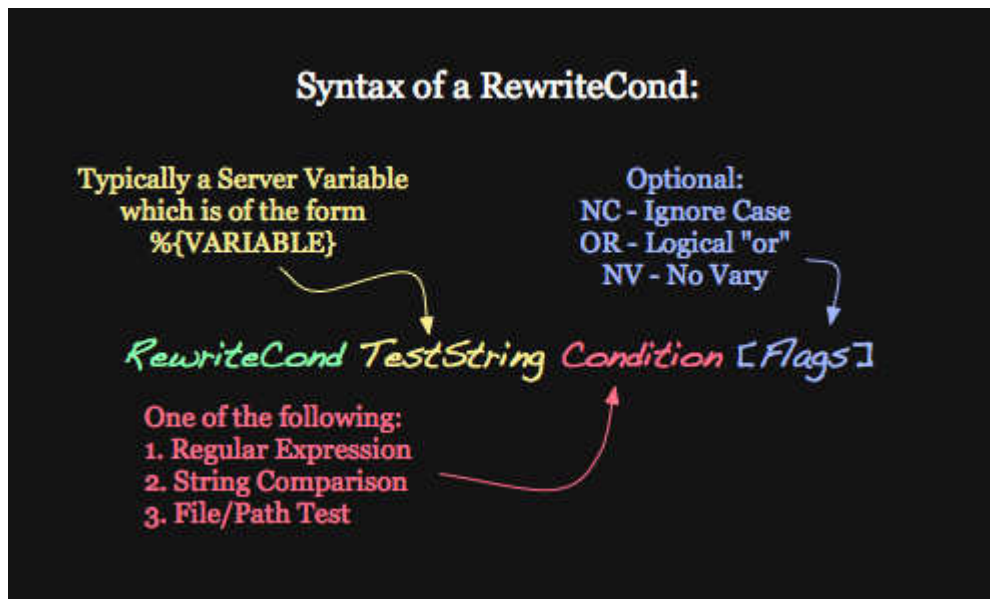 Syntax of a RewriteCond:
Typically a Server Variable
which is of the form
%{VARIABLE}
Optional:
NC - Ignore Case
OR - Logical "or"
NV - No Vary
RewriteCond TestString Condition [Flags]
One of the following:
1. Regular Expression
2. String Comparison
3. File/Path Test